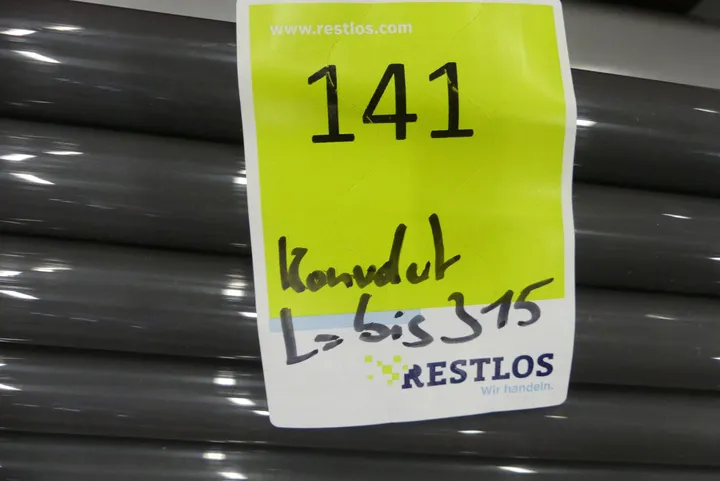 www.restlos.com
141
Konvolut
L= bis 315
RESTLOS
Wir handeln.